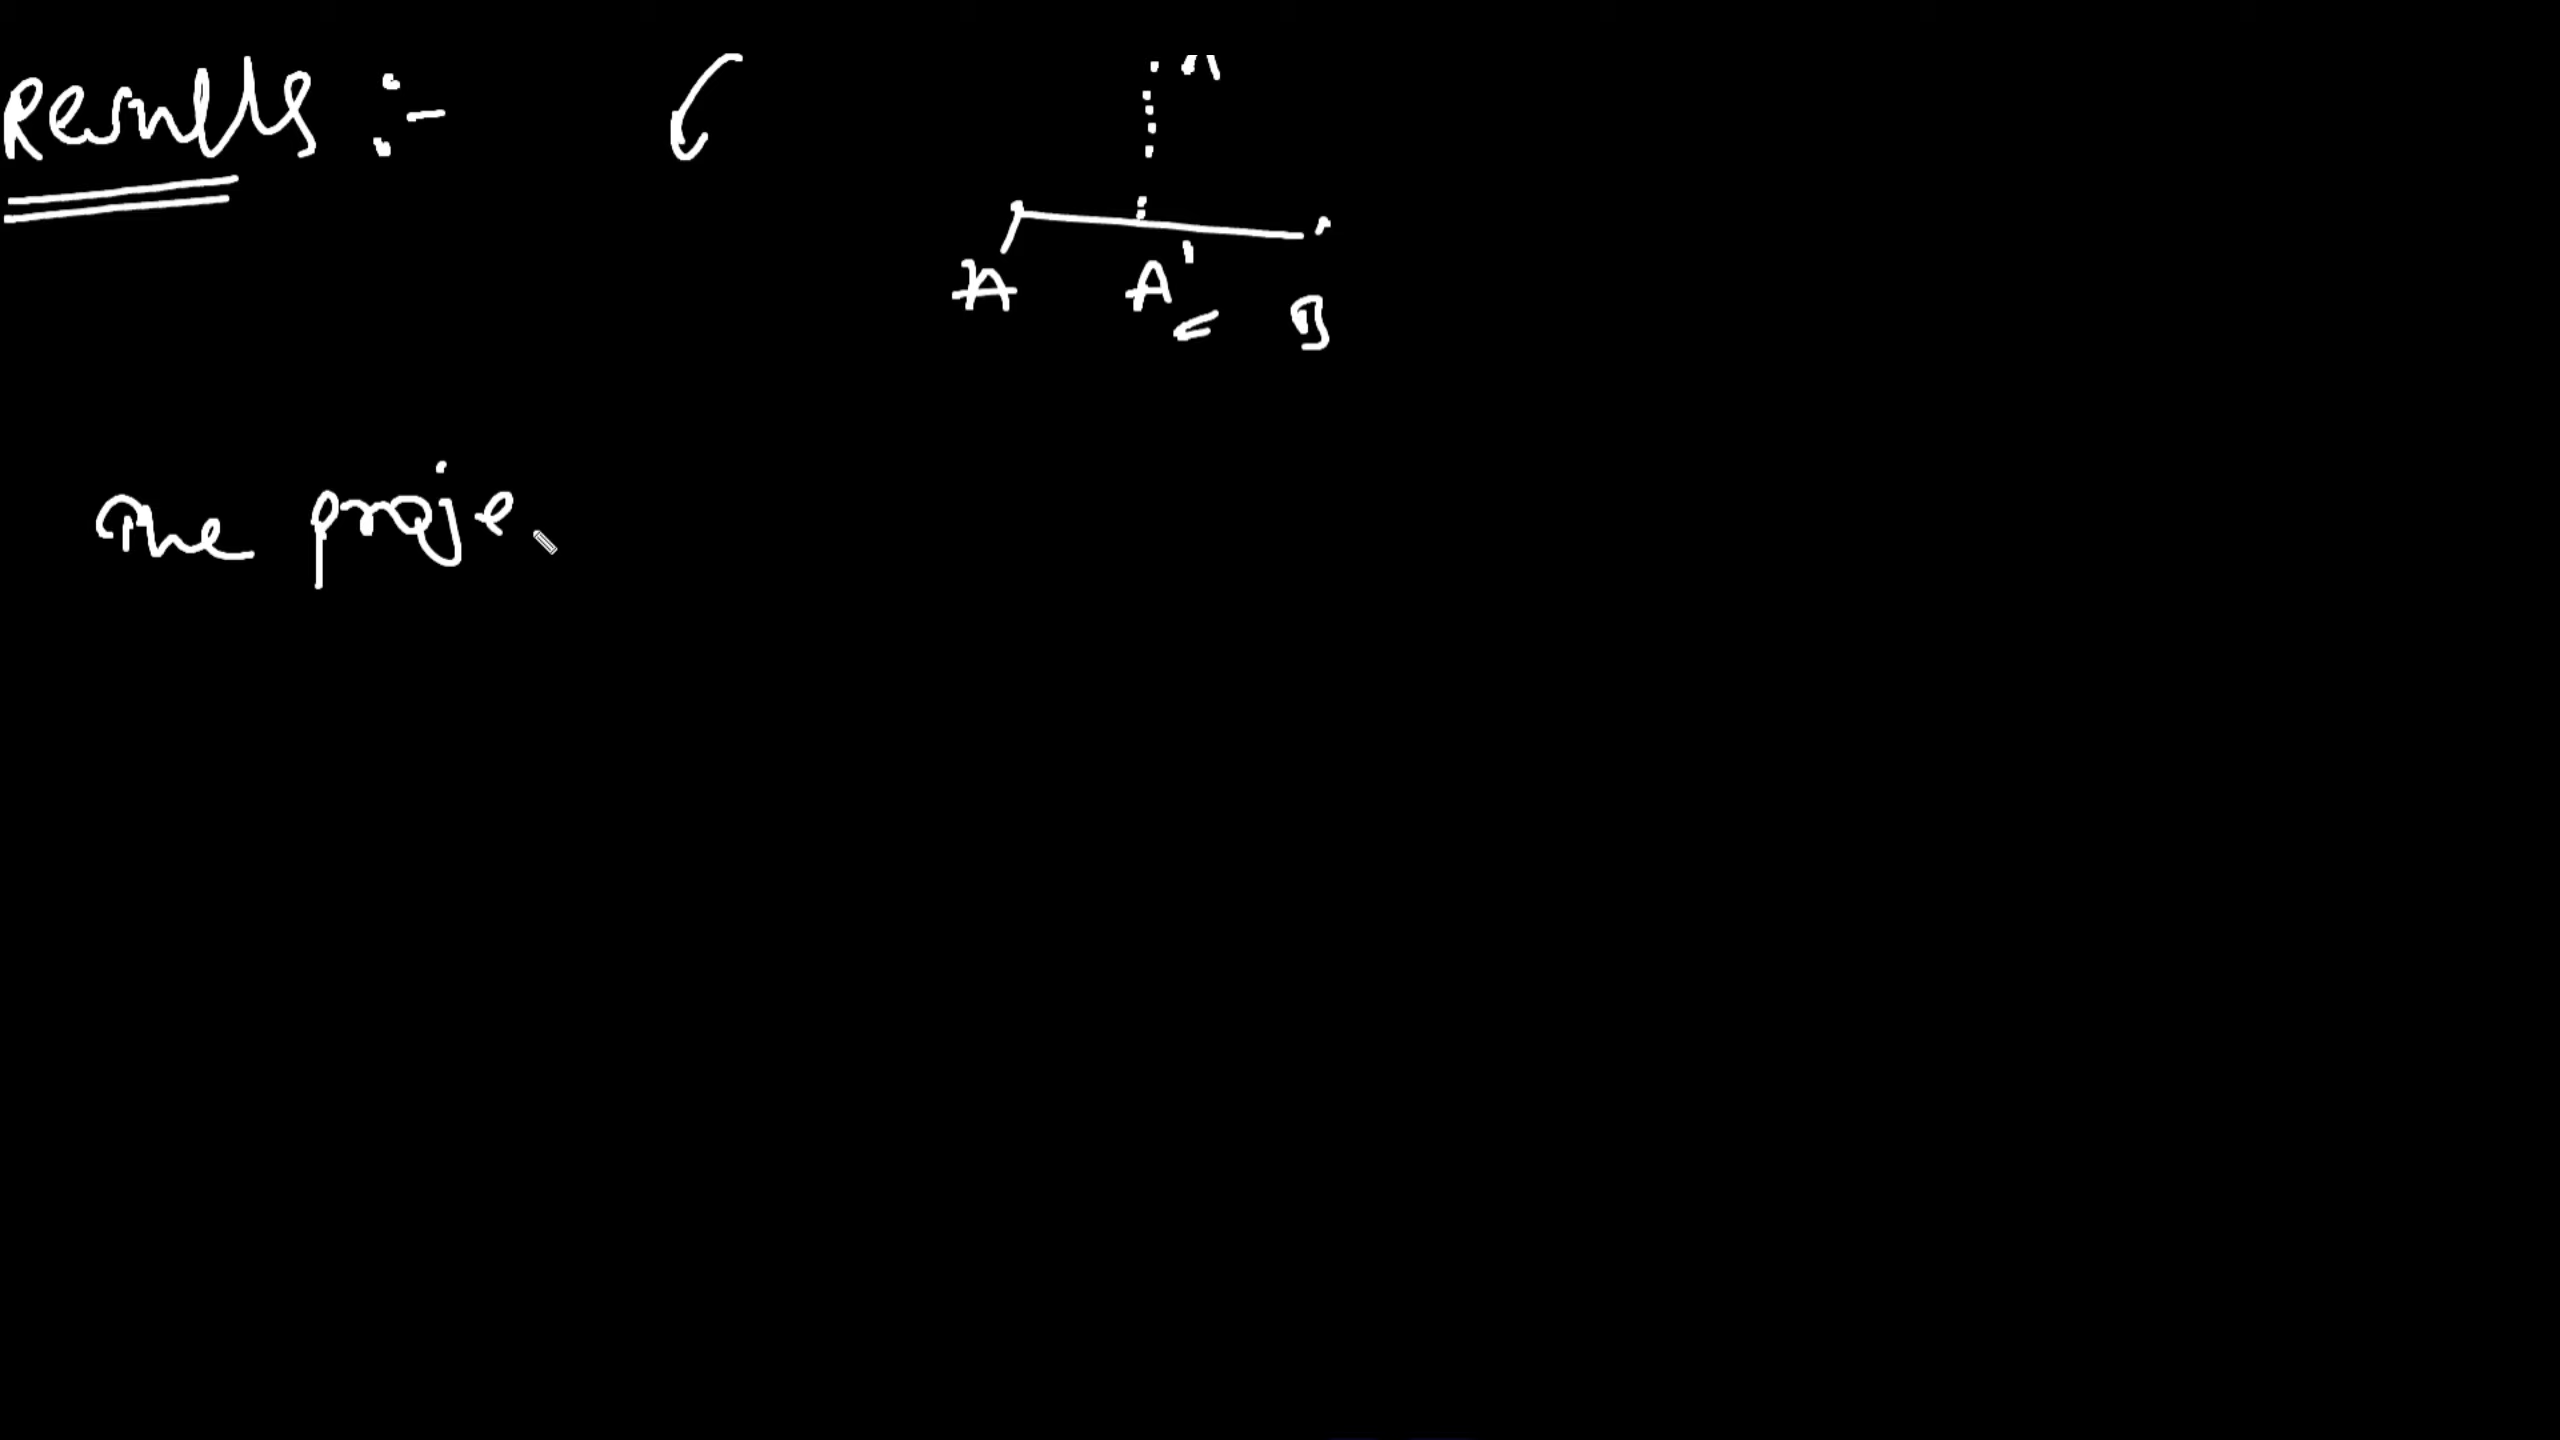 Results :-
A A' B
The proje